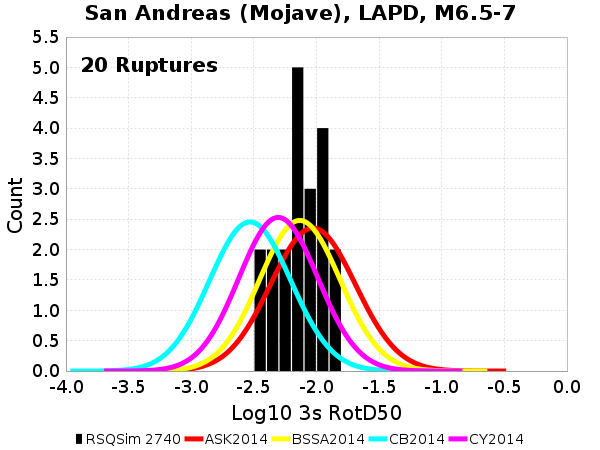 San Andreas (Mojave), LAPD, M6.5-7
20 Ruptures
5.5
5.0
4.5
4.0
3.5
3.0
2.5
2.0
1.5
1.0
0.5
0.0
Count
-4.0 -3.5 -3.0 -2.5 -2.0 -1.5 -1.0 -0.5 0.0
Log10 3s RotD50
RSQSim 2740 ASK2014 BSSA2014 CB2014 CY2014